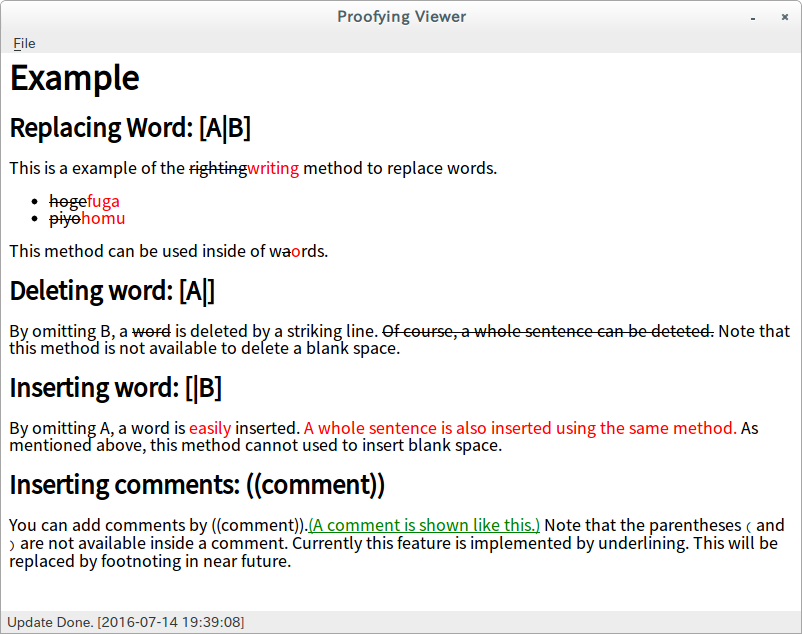 Proofying Viewer
File
Example
Replacing Word: [A|B]
This is a example of the rightingwriting method to replace words.
• hogefuga
• piyohomu
This method can be used inside of waords.
Deleting word: [A|]
By omitting B, a word is deleted by a striking line. Of course, a whole sentence can be deteted. Note that
this method is not available to delete a blank space.
Inserting word: [|B]
By omitting A, a word is easily inserted. A whole sentence is also inserted using the same method. As
mentioned above, this method cannot used to insert blank space.
Inserting comments: ((comment))
You can add comments by ((comment)).(A comment is shown like this.) Note that the parentheses ( and
) are not available inside a comment. Currently this feature is implemented by underlining. This will be
replaced by footnoting in near future.
Update Done. [2016-07-14 19:39:08]